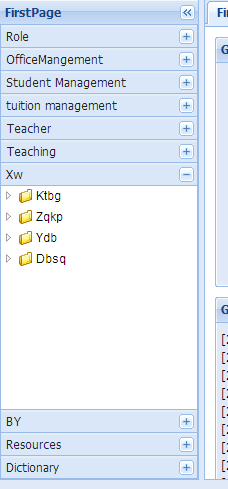 FirstPage
Role
OfficeMangement
Student Management
tuition management
Teacher
Teaching
Xw
Ktbg
Zqkp
Ydb
Dbsq
BY
Resources
Dictionary